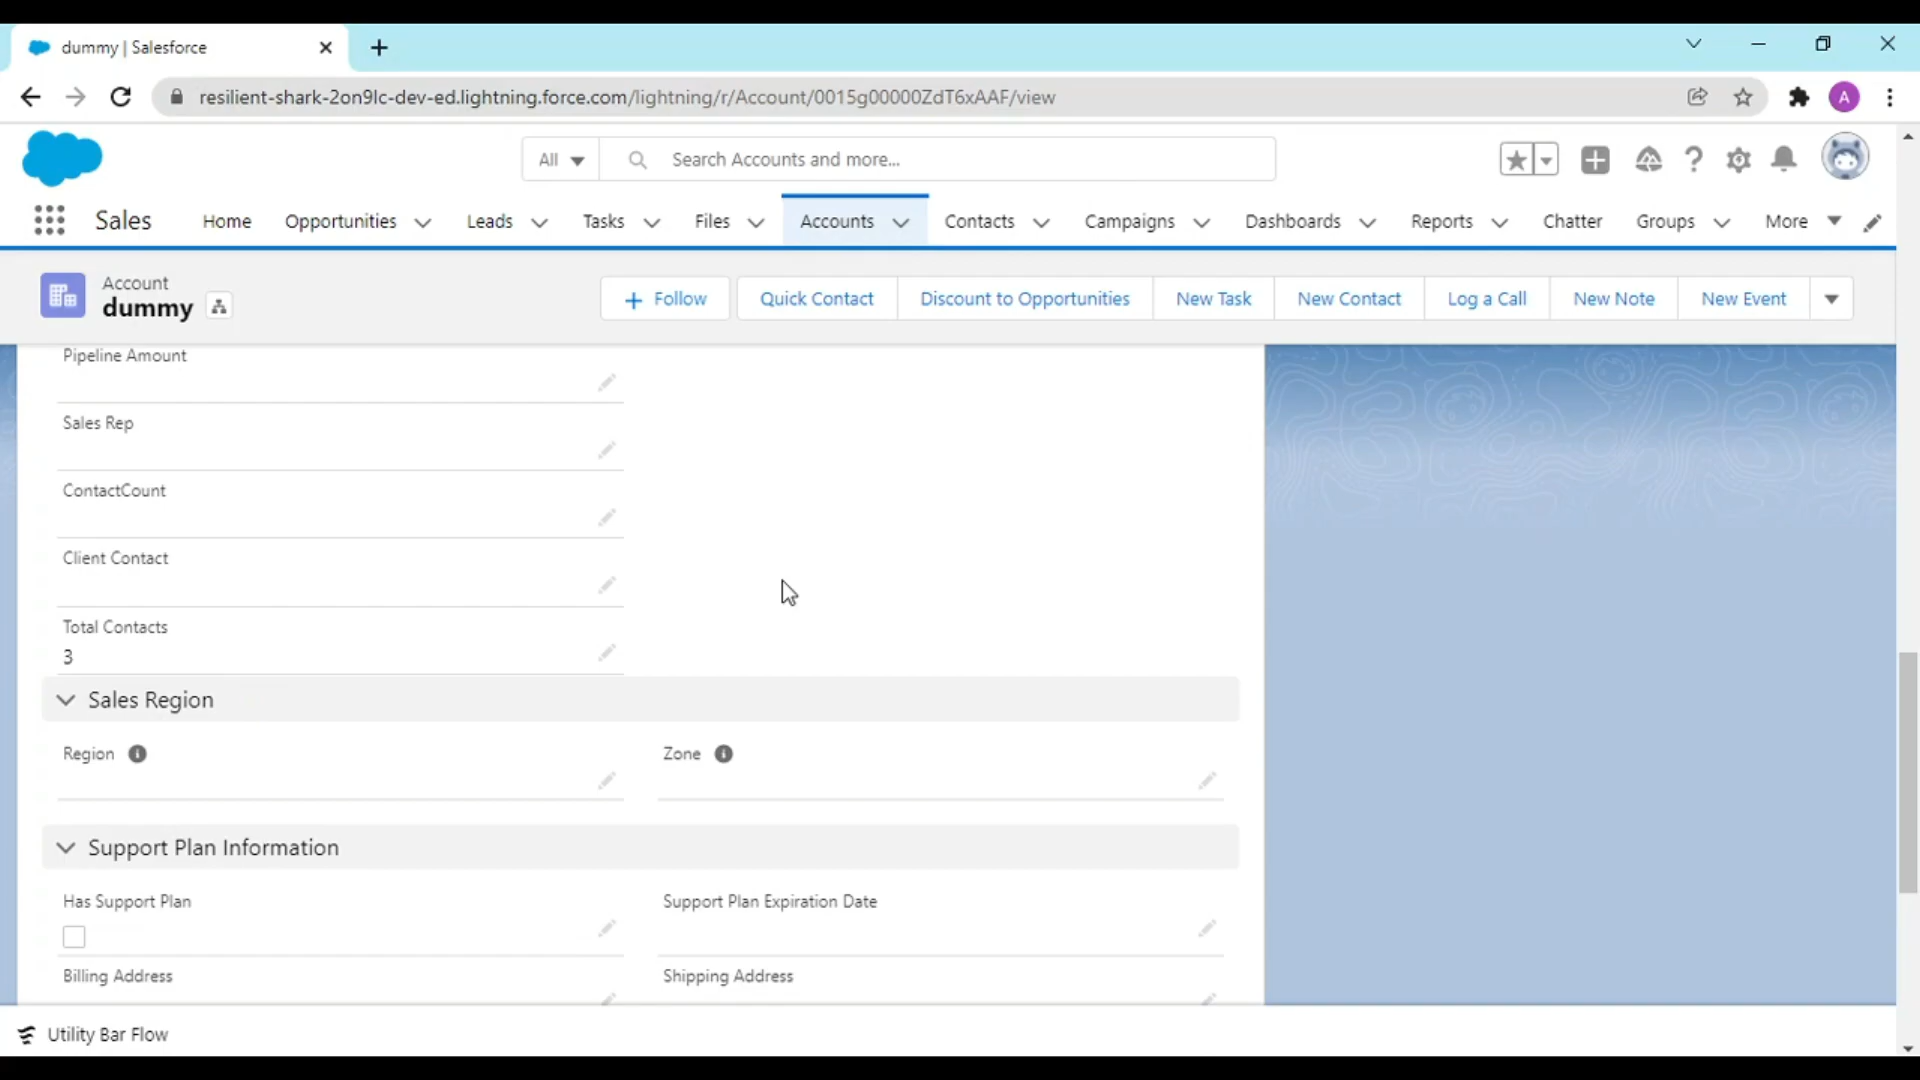 dummy | Salesforce
resilient-shark-2on9lc-dev-ed.lightning.force.com/lightning/r/Account/0015g00000ZdT6xAAF/view
A
All
Search Accounts and more...
Sales Home Opportunities Leads Tasks Files Accounts Contacts Campaigns Dashboards Reports Chatter Groups More
Account
dummy
Follow Quick Contact Discount to Opportunities New Task New Contact Log a Call New Note New Event
Pipeline Amount
Sales Rep
ContactCount
Client Contact
Total Contacts
3
Sales Region
Region Zone
Support Plan Information
Has Support Plan Support Plan Expiration Date
Billing Address Shipping Address
Utility Bar Flow